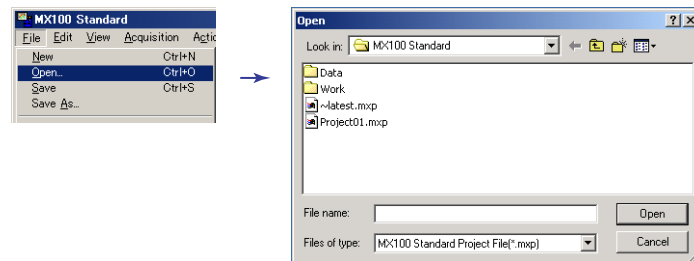 MX100 Standard
File Edit View Acquisition Actic
New Ctrl+N
Open... Ctrl+O
Save Ctrl+S
Save As...
Open
Look in: MX100 Standard
Data
Work
~latest.mxp
Project01.mxp
File name: Open
Files of type: MX100 Standard Project File(*.mxp) Cancel